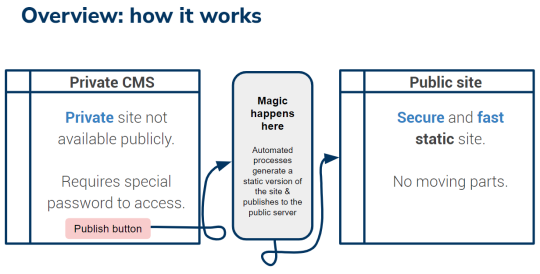 Overview: how it works
Private CMS
Private site not
available publicly.
Requires special
password to access.
Publish button
Magic
happens
here
Automated
processes
generate a
static version of
the site &
publishes to the
public server
Public site
Secure and fast
static site.
No moving parts.